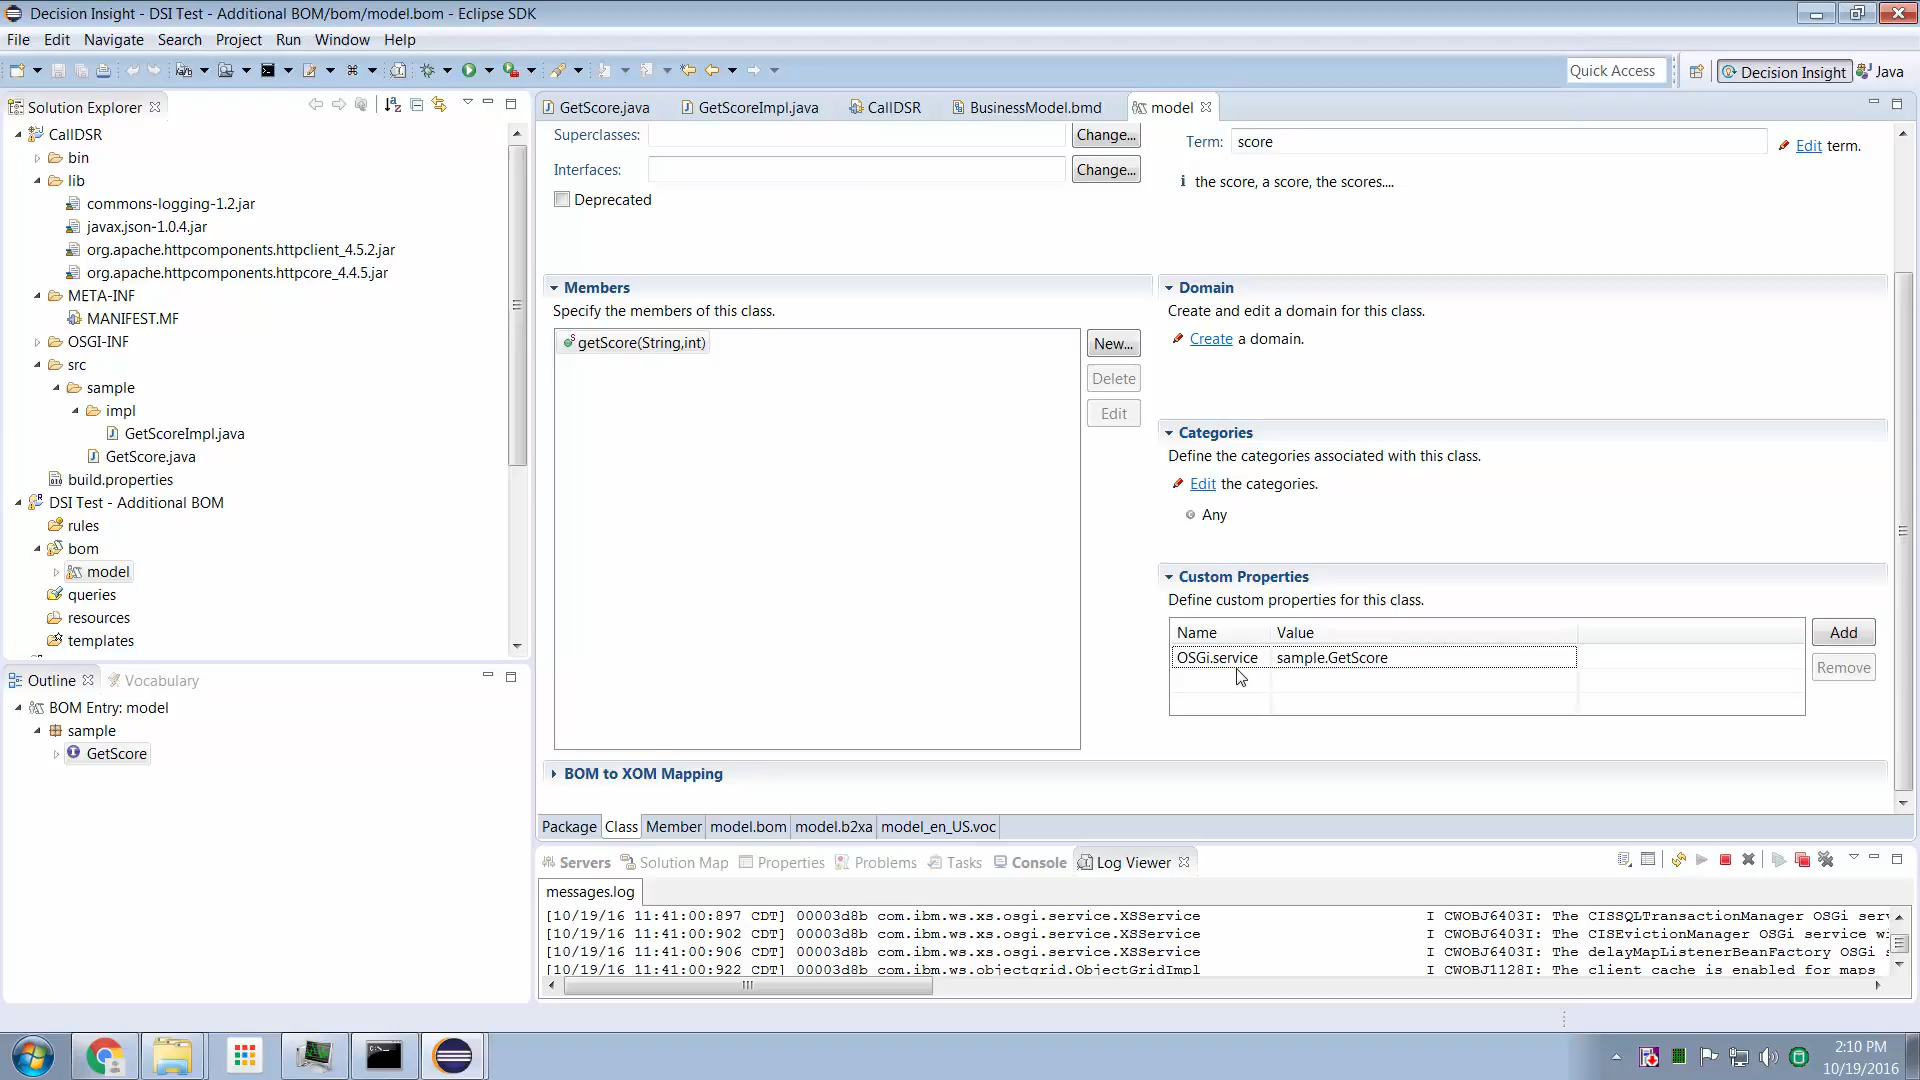 Decision Insight - DSI Test - Additional BOM/bom/model.bom - Eclipse SDK
File Edit Navigate Search Project Run Window Help
Quick Access
Decision Insight
Java
Solution Explorer
CallDSR
bin
lib
commons-logging-1.2.jar
javax.json-1.0.4.jar
org.apache.httpcomponents.httpclient_4.5.2.jar
org.apache.httpcomponents.httpcore_4.4.5.jar
META-INF
MANIFEST.MF
OSGI-INF
src
sample
impl
GetScoreImpl.java
GetScore.java
build.properties
DSI Test - Additional BOM
rules
bom
model
queries
resources
templates
Outline
Vocabulary
BOM Entry: model
sample
GetScore
GetScore.java
GetScoreImpl.java
CallDSR
BusinessModel.bmd
model
Superclasses:
Change...
Interfaces:
Change...
Deprecated
Term: score
Edit term.
the score, a score, the scores....
Members
Specify the members of this class.
getScore(String,int)
New...
Delete
Edit
Domain
Create and edit a domain for this class.
Create a domain.
Categories
Define the categories associated with this class.
Edit the categories.
Any
Custom Properties
Define custom properties for this class.
Name Value
OSGi.service sample.GetScore
Add
Remove
BOM to XOM Mapping
Package Class Member model.bom model.b2xa model_en_US.voc
Servers Solution Map Properties Problems Tasks Console Log Viewer
messages.log
[10/19/16 11:41:00:897 CDT] 00003d8b com.ibm.ws.xs.osgi.service.XSService I CWOBJ6403I: The CISSQLTransactionManager OSGi serv
[10/19/16 11:41:00:902 CDT] 00003d8b com.ibm.ws.xs.osgi.service.XSService I CWOBJ6403I: The CISEvictionManager OSGi service wi
[10/19/16 11:41:00:906 CDT] 00003d8b com.ibm.ws.xs.osgi.service.XSService I CWOBJ6403I: The delayMapListenerBeanFactory OSGi s
[10/19/16 11:41:00:922 CDT] 00003d8b com.ibm.ws.objectgrid.ObjectGridImpl I CWOBJ1128I: The client cache is enabled for maps
2:10 PM
10/19/2016